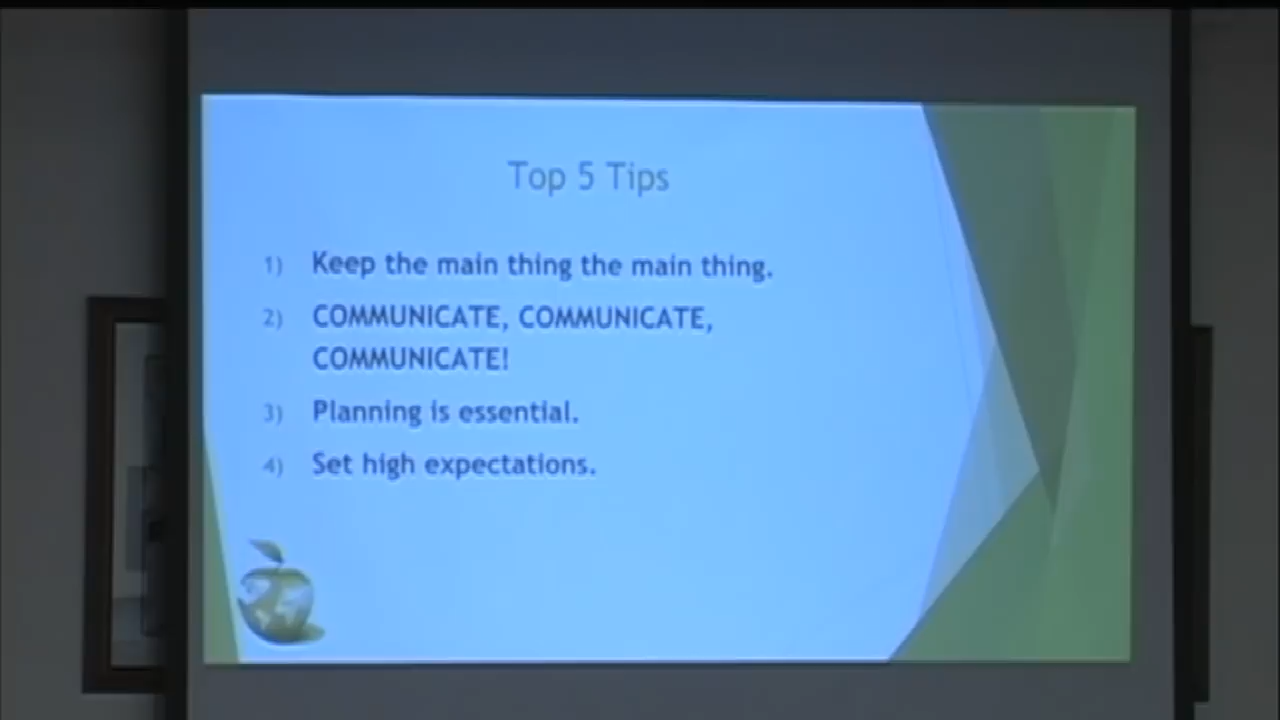 Top 5 Tips
1) Keep the main thing the main thing.
2) COMMUNICATE, COMMUNICATE,
COMMUNICATE!
3) Planning is essential.
4) Set high expectations.